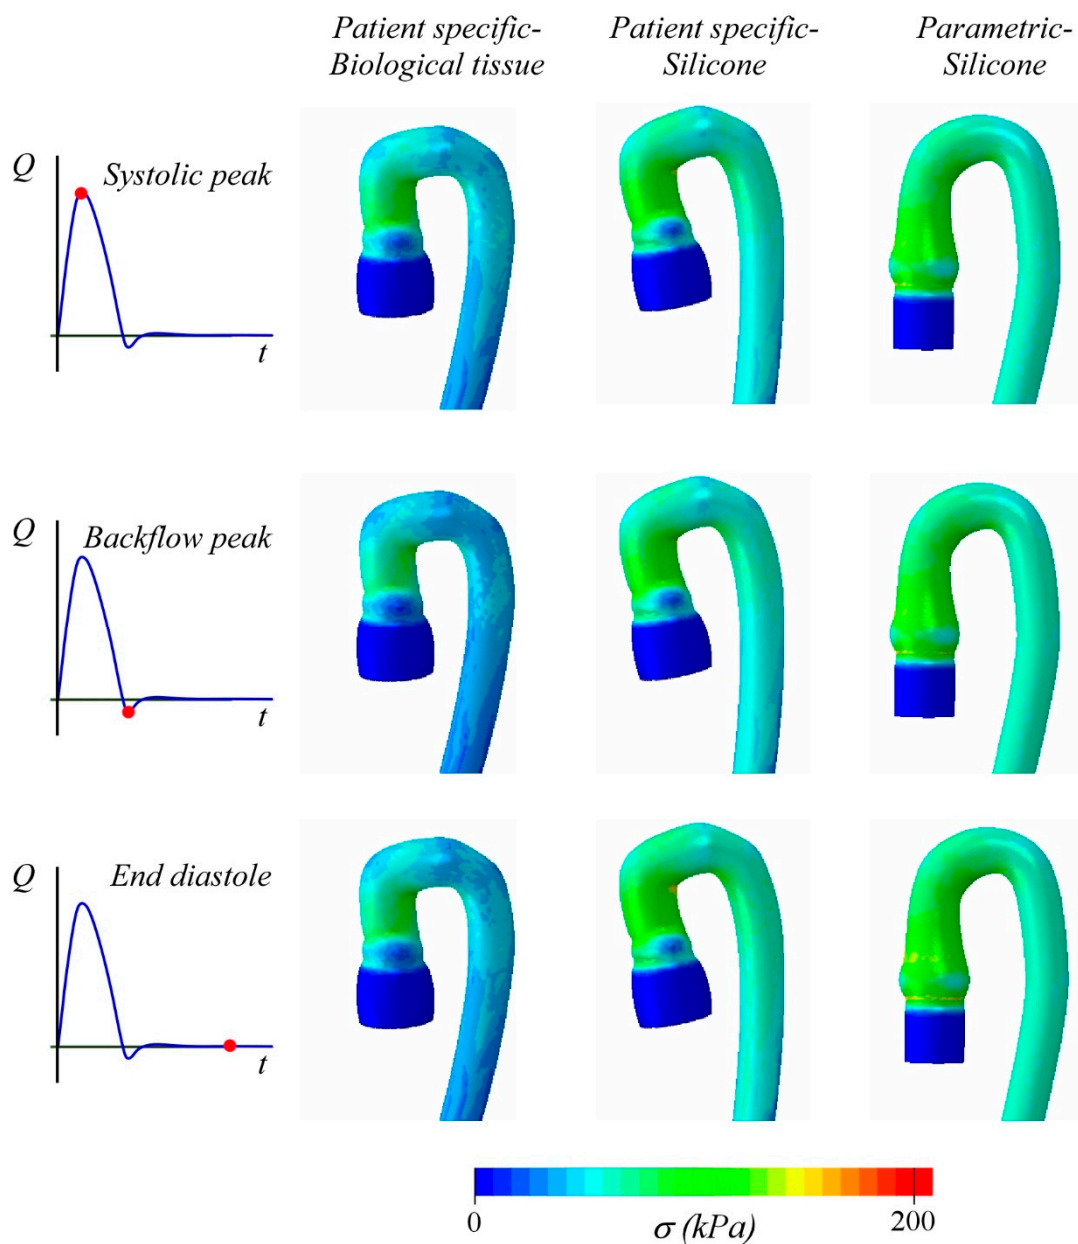 Patient specific-
Biological tissue
Patient specific-
Silicone
Parametric-
Silicone
Q
Systolic peak
t
Q
Backflow peak
t
Q
End diastole
t
0
200
σ (kPa)